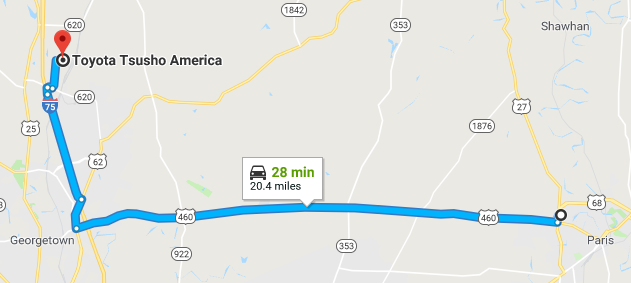 620
1842
Shawhan
353
Toyota Tsusho America
620
75
27
25
1876
62
28 min
20.4 miles
68
460
460
Georgetown
Paris
353
922